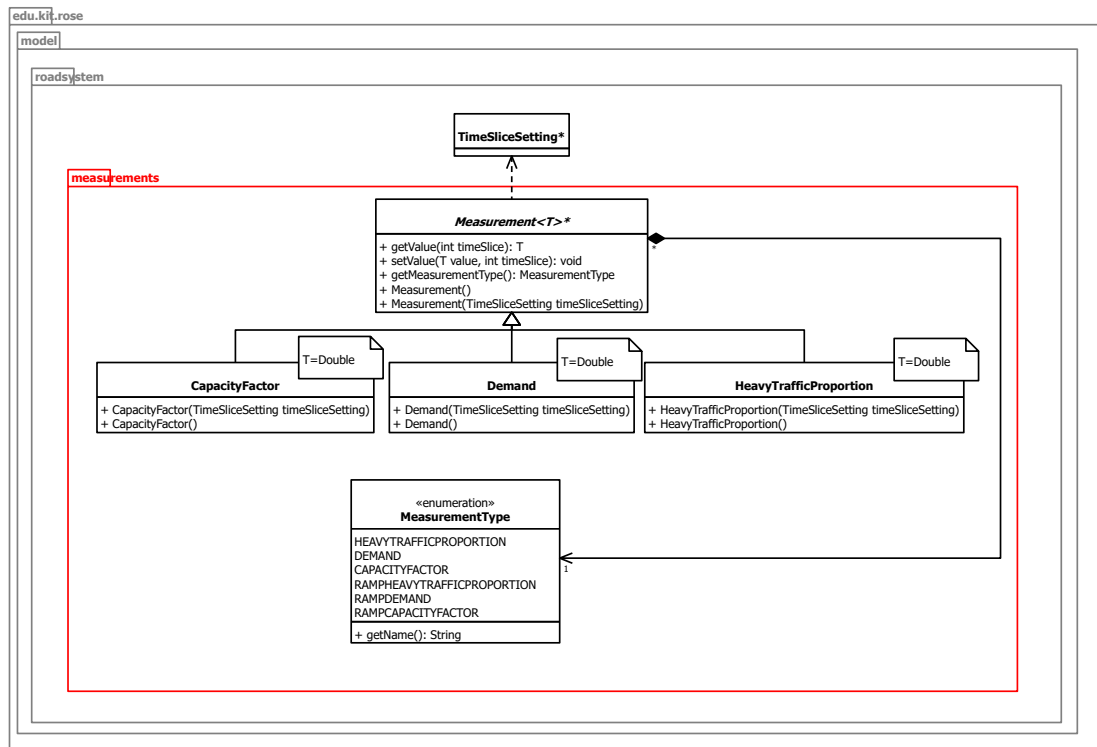 edu.kit.rose
model
roadsystem
TimeSliceSetting*
measurements
Measurement<T>*
+ getValue(int timeSlice): T
+ setValue(T value, int timeSlice): void
+ getMeasurementType(): MeasurementType
+ Measurement()
+ Measurement(TimeSliceSetting timeSliceSetting)
*
T=Double
CapacityFactor
+ CapacityFactor(TimeSliceSetting timeSliceSetting)
+ CapacityFactor()
T=Double
Demand
+ Demand(TimeSliceSetting timeSliceSetting)
+ Demand()
T=Double
HeavyTrafficProportion
+ HeavyTrafficProportion(TimeSliceSetting timeSliceSetting)
+ HeavyTrafficProportion()
«enumeration»
MeasurementType
HEAVYTRAFFICPROPORTION
DEMAND
CAPACITYFACTOR
RAMPHEAVYTRAFFICPROPORTION
RAMPDEMAND
RAMPCAPACITYFACTOR
+ getName(): String
1